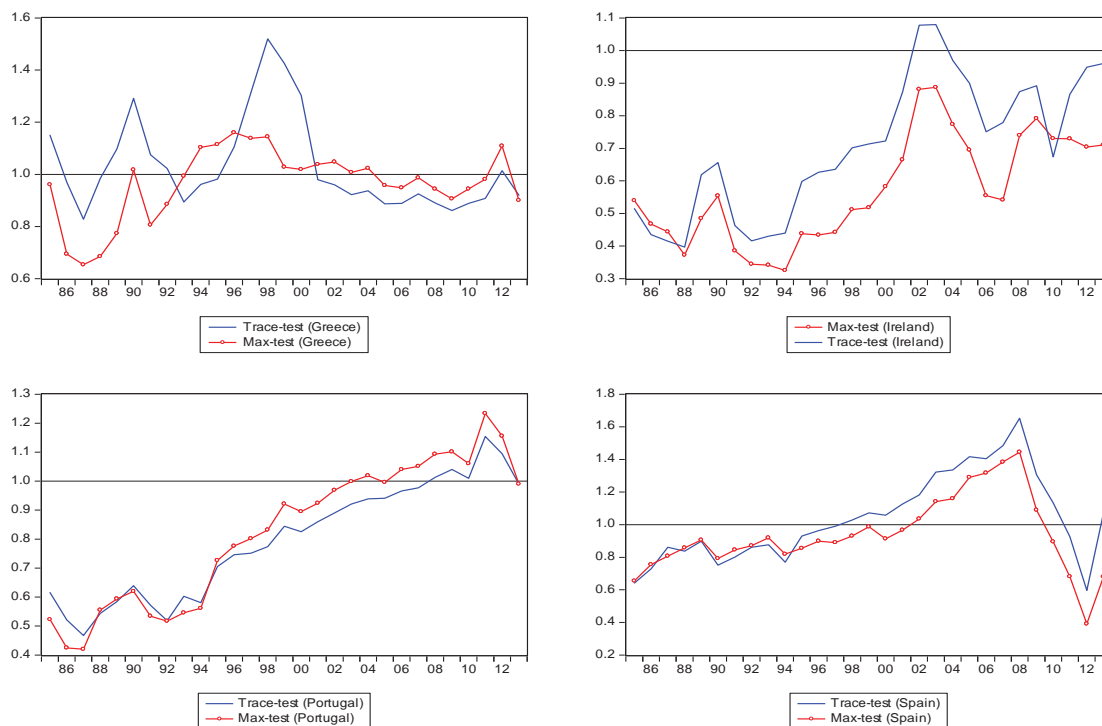 1.6
1.4
1.2
1.0
0.8
0.6
86 88 90 92 94 96 98 00 02 04 06 08 10 12
Trace-test (Greece)
Max-test (Greece)
1.1
1.0
0.9
0.8
0.7
0.6
0.5
0.4
0.3
86 88 90 92 94 96 98 00 02 04 06 08 10 12
Max-test (Ireland)
Trace-test (Ireland)
1.3
1.2
1.1
1.0
0.9
0.8
0.7
0.6
0.5
0.4
86 88 90 92 94 96 98 00 02 04 06 08 10 12
Trace-test (Portugal)
Max-test (Portugal)
1.8
1.6
1.4
1.2
1.0
0.8
0.6
0.4
0.2
86 88 90 92 94 96 98 00 02 04 06 08 10 12
Trace-test (Spain)
Max-test (Spain)